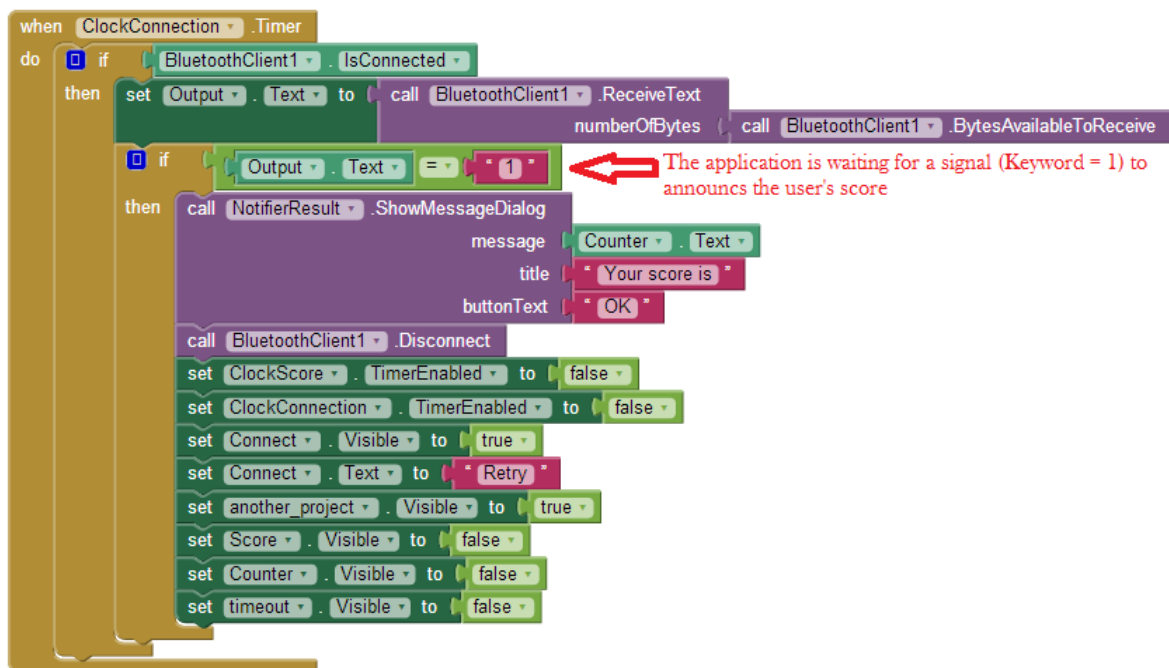 when ClockConnection .Timer
do if BluetoothClient1 . IsConnected
then set Output . Text to call BluetoothClient1 .ReceiveText
numberOfBytes call BluetoothClient1 .BytesAvailableToReceive
if Output . Text = " 1 "
The application is waiting for a signal (Keyword = 1) to
announcs the user's score
then call NotifierResult .ShowMessageDialog
message Counter . Text
title " Your score is "
buttonText " OK "
call BluetoothClient1 .Disconnect
set ClockScore . TimerEnabled to false
set ClockConnection . TimerEnabled to false
set Connect . Visible to true
set Connect . Text to " Retry "
set another_project . Visible to true
set Score . Visible to false
set Counter . Visible to false
set timeout . Visible to false